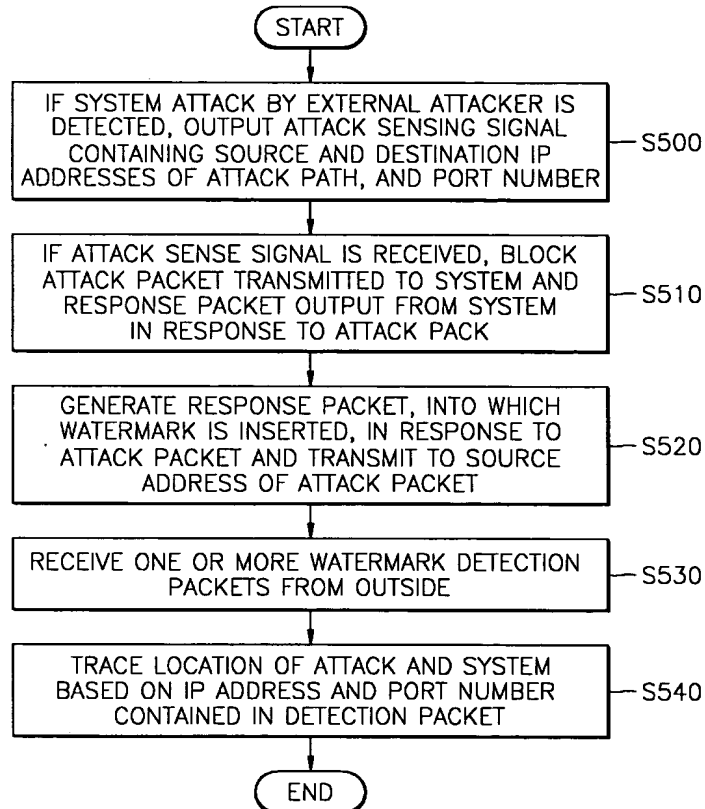 START
IF SYSTEM ATTACK BY EXTERNAL ATTACKER IS
DETECTED, OUTPUT ATTACK SENSING SIGNAL
CONTAINING SOURCE AND DESTINATION IP
ADDRESSES OF ATTACK PATH, AND PORT NUMBER
S500
IF ATTACK SENSE SIGNAL IS RECEIVED, BLOCK
ATTACK PACKET TRANSMITTED TO SYSTEM AND
RESPONSE PACKET OUTPUT FROM SYSTEM
IN RESPONSE TO ATTACK PACK
S510
GENERATE RESPONSE PACKET, INTO WHICH
WATERMARK IS INSERTED, IN RESPONSE TO
ATTACK PACKET AND TRANSMIT TO SOURCE
ADDRESS OF ATTACK PACKET
S520
RECEIVE ONE OR MORE WATERMARK DETECTION
PACKETS FROM OUTSIDE
S530
TRACE LOCATION OF ATTACK AND SYSTEM
BASED ON IP ADDRESS AND PORT NUMBER
CONTAINED IN DETECTION PACKET
S540
END